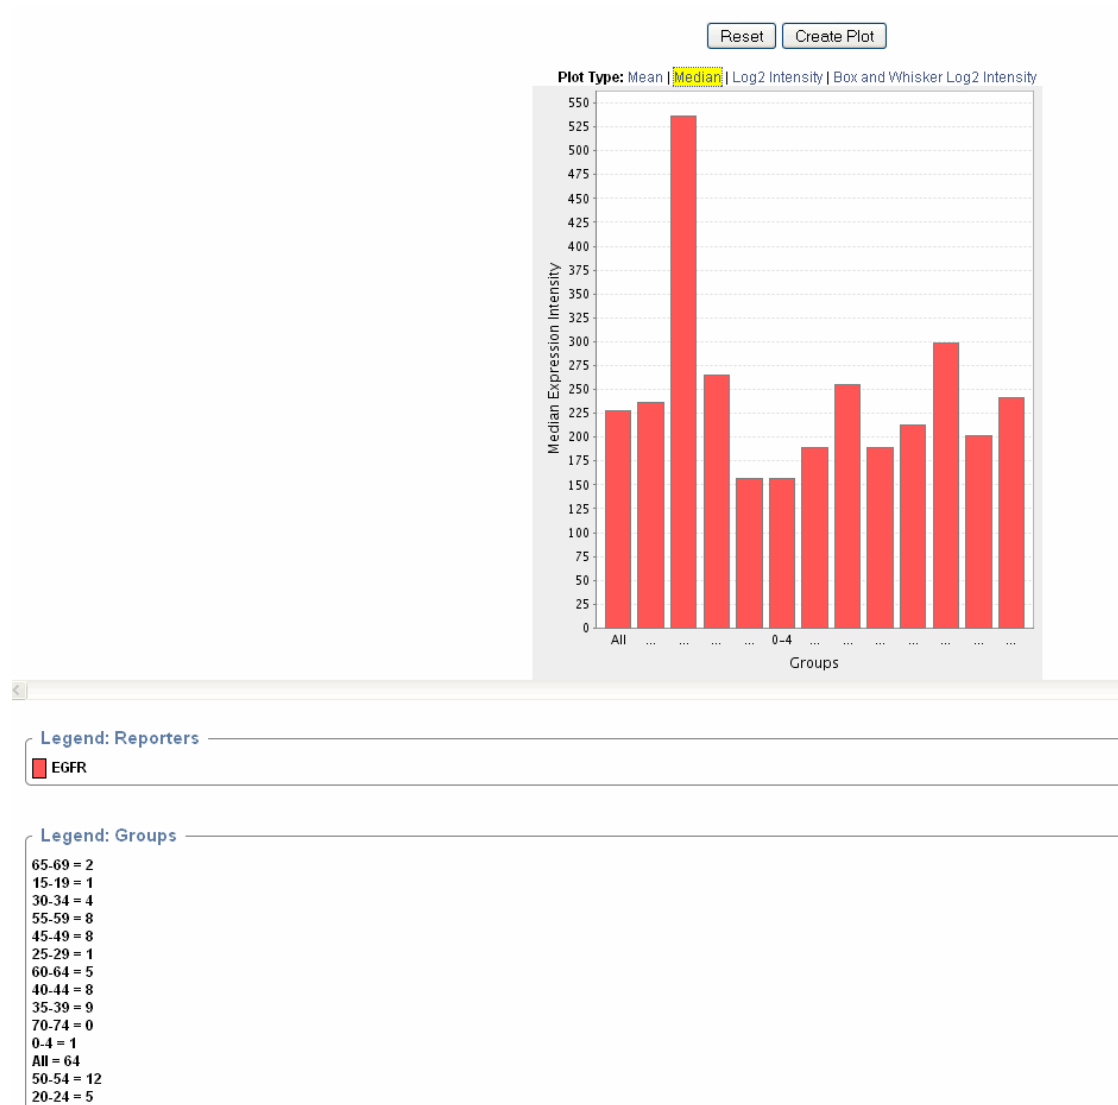 Reset Create Plot
Plot Type: Mean | Median | Log2 Intensity | Box and Whisker Log2 Intensity
550
525
500
475
450
425
400
375
350
325
300
275
250
225
200
175
150
125
100
75
50
25
0
Median Expression Intensity
All ... ... ... ... 0-4 ... ... ... ... ... ... ...
Groups
Legend: Reporters
EGFR
Legend: Groups
65-69 = 2
15-19 = 1
30-34 = 4
55-59 = 8
45-49 = 8
25-29 = 1
60-64 = 5
40-44 = 8
35-39 = 9
70-74 = 0
0-4 = 1
All = 64
50-54 = 12
20-24 = 5